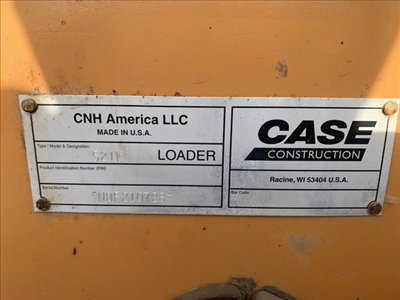 CNH America LLC
MADE IN U.S.A.
Type / Model & Designation
LOADER
Product Identification Number (PIN)
Serial Number
CASE
CONSTRUCTION
Racine, WI 53404 U.S.A.
Bar Code